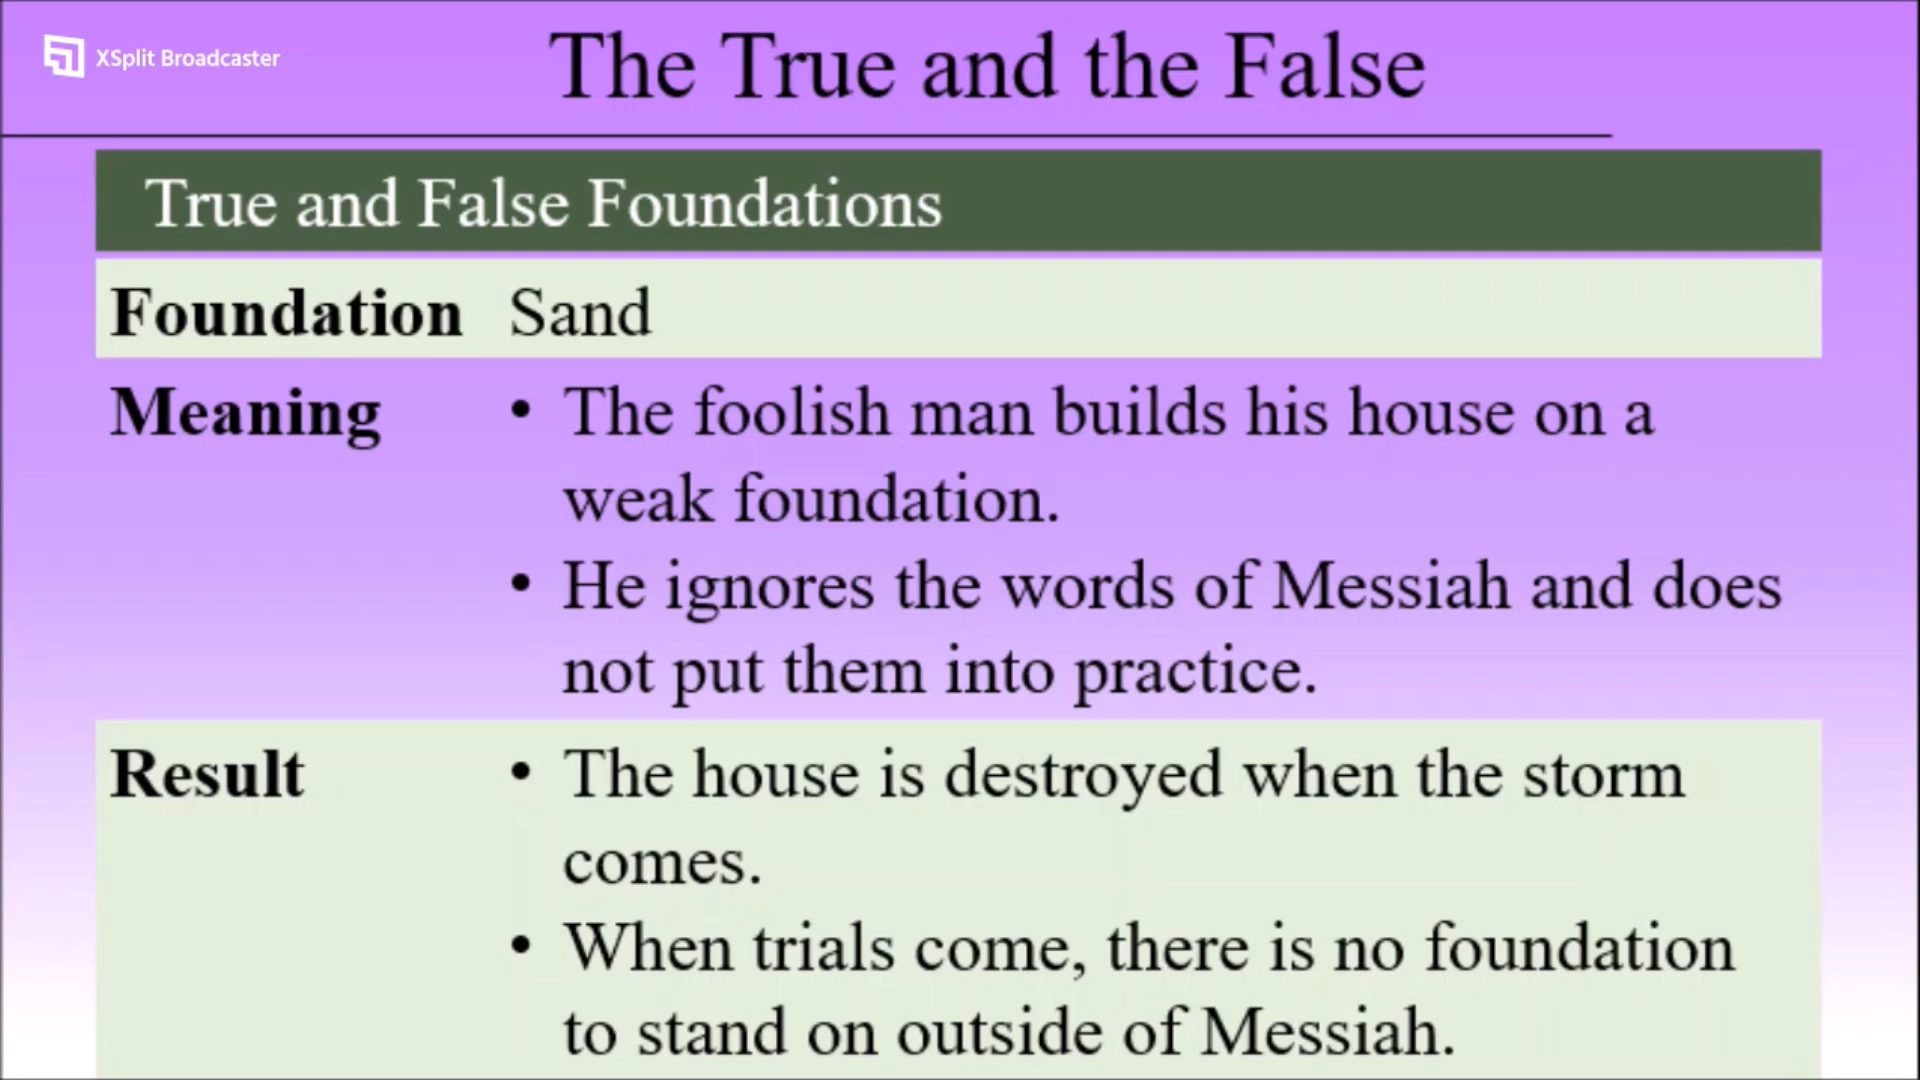 XSplit Broadcaster
The True and the False
True and False Foundations
Foundation Sand
Meaning • The foolish man builds his house on a
weak foundation.
• He ignores the words of Messiah and does
not put them into practice.
Result • The house is destroyed when the storm
comes.
• When trials come, there is no foundation
to stand on outside of Messiah.